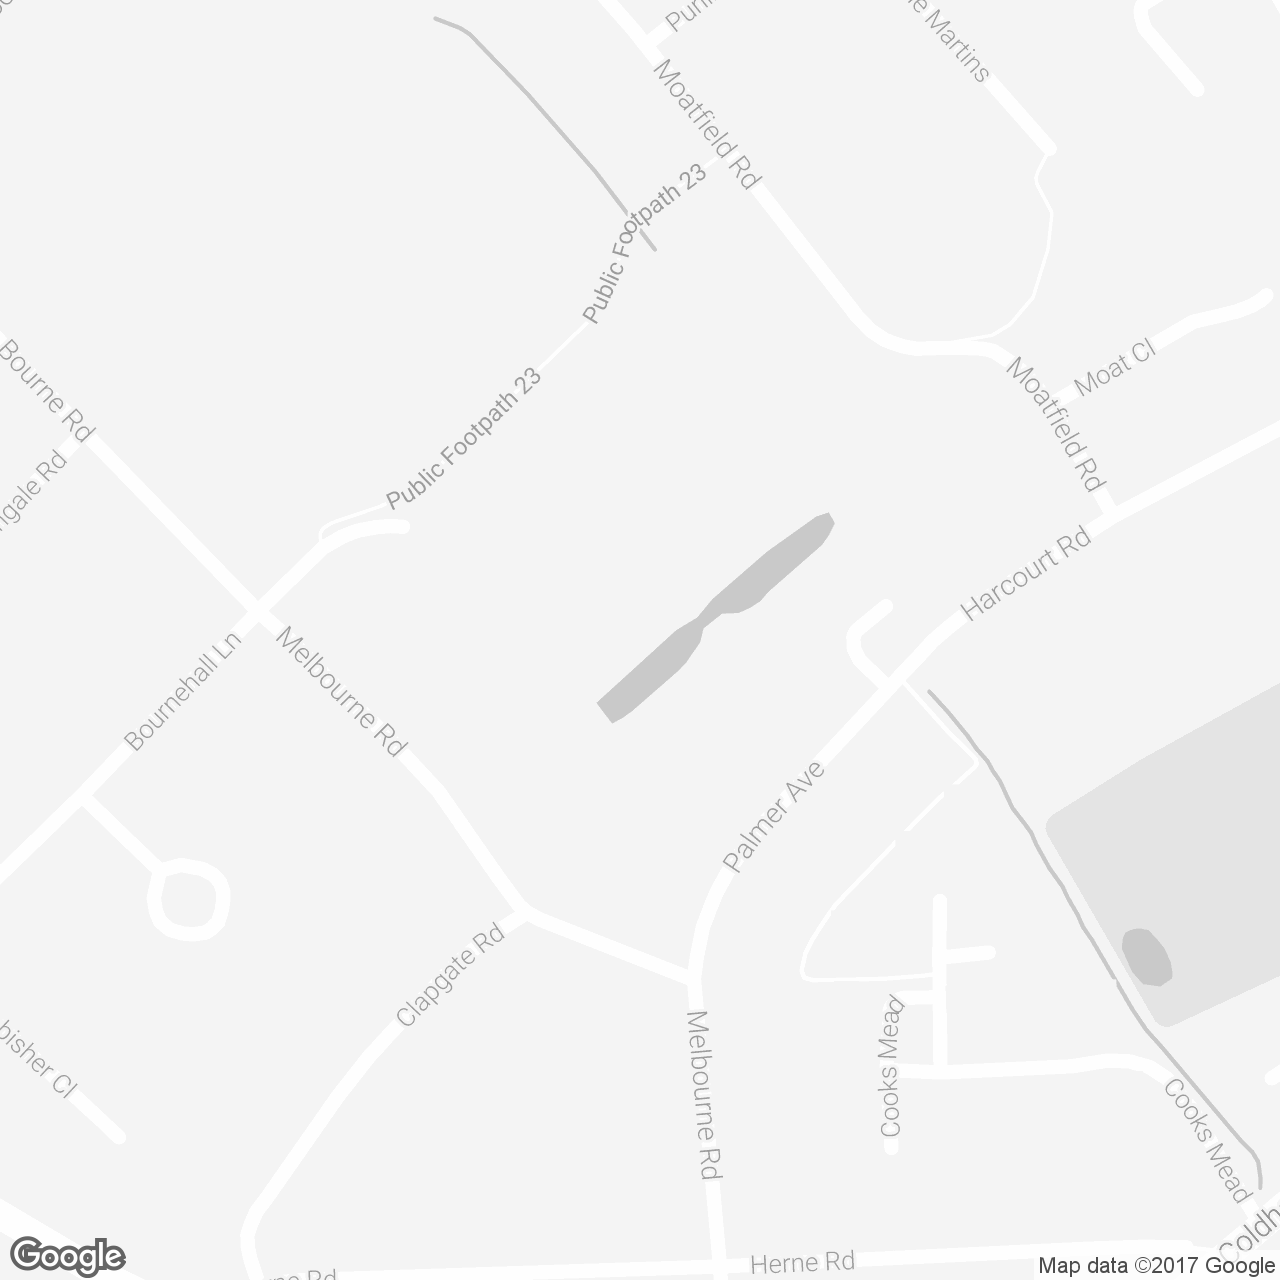 Martins
Moatfield Rd
Public Footpath 23
Bourne Rd
Moat Cl
Moatfield Rd
Public Footpath 23
Harcourt Rd
Bournehall Ln
Melbourne Rd
Palmer Ave
Clapgate Rd
Cooks Mead
Melbourne Rd
Cooks Mead
Herne Rd
Google
Map data ©2017 Google